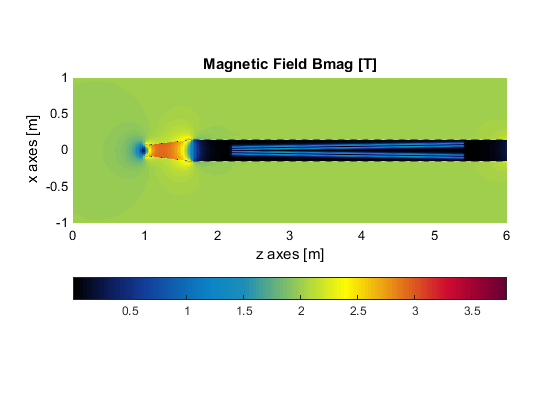 Magnetic Field Bmag [T]
1
0.5
0
-0.5
-1
x axes [m]
0 1 2 3 4 5 6
z axes [m]
0.5 1 1.5 2 2.5 3 3.5